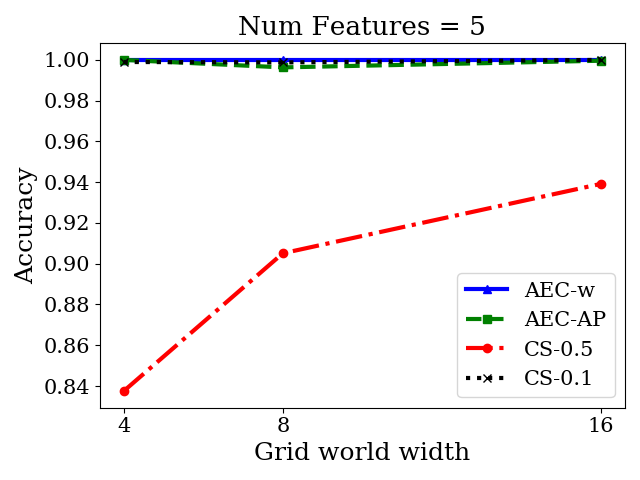 Num Features = 5
Accuracy
1.00
0.98
0.96
0.94
0.92
0.90
0.88
0.86
0.84
AEC-w
AEC-AP
CS-0.5
CS-0.1
4 8 16
Grid world width